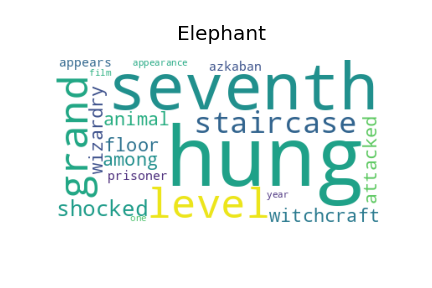 Elephant
appears
appearance
azkaban
film
seventh
grand
wizardry
animal
staircase
attacked
floor
hung
among
prisoner
level
shocked
one
year
witchcraft